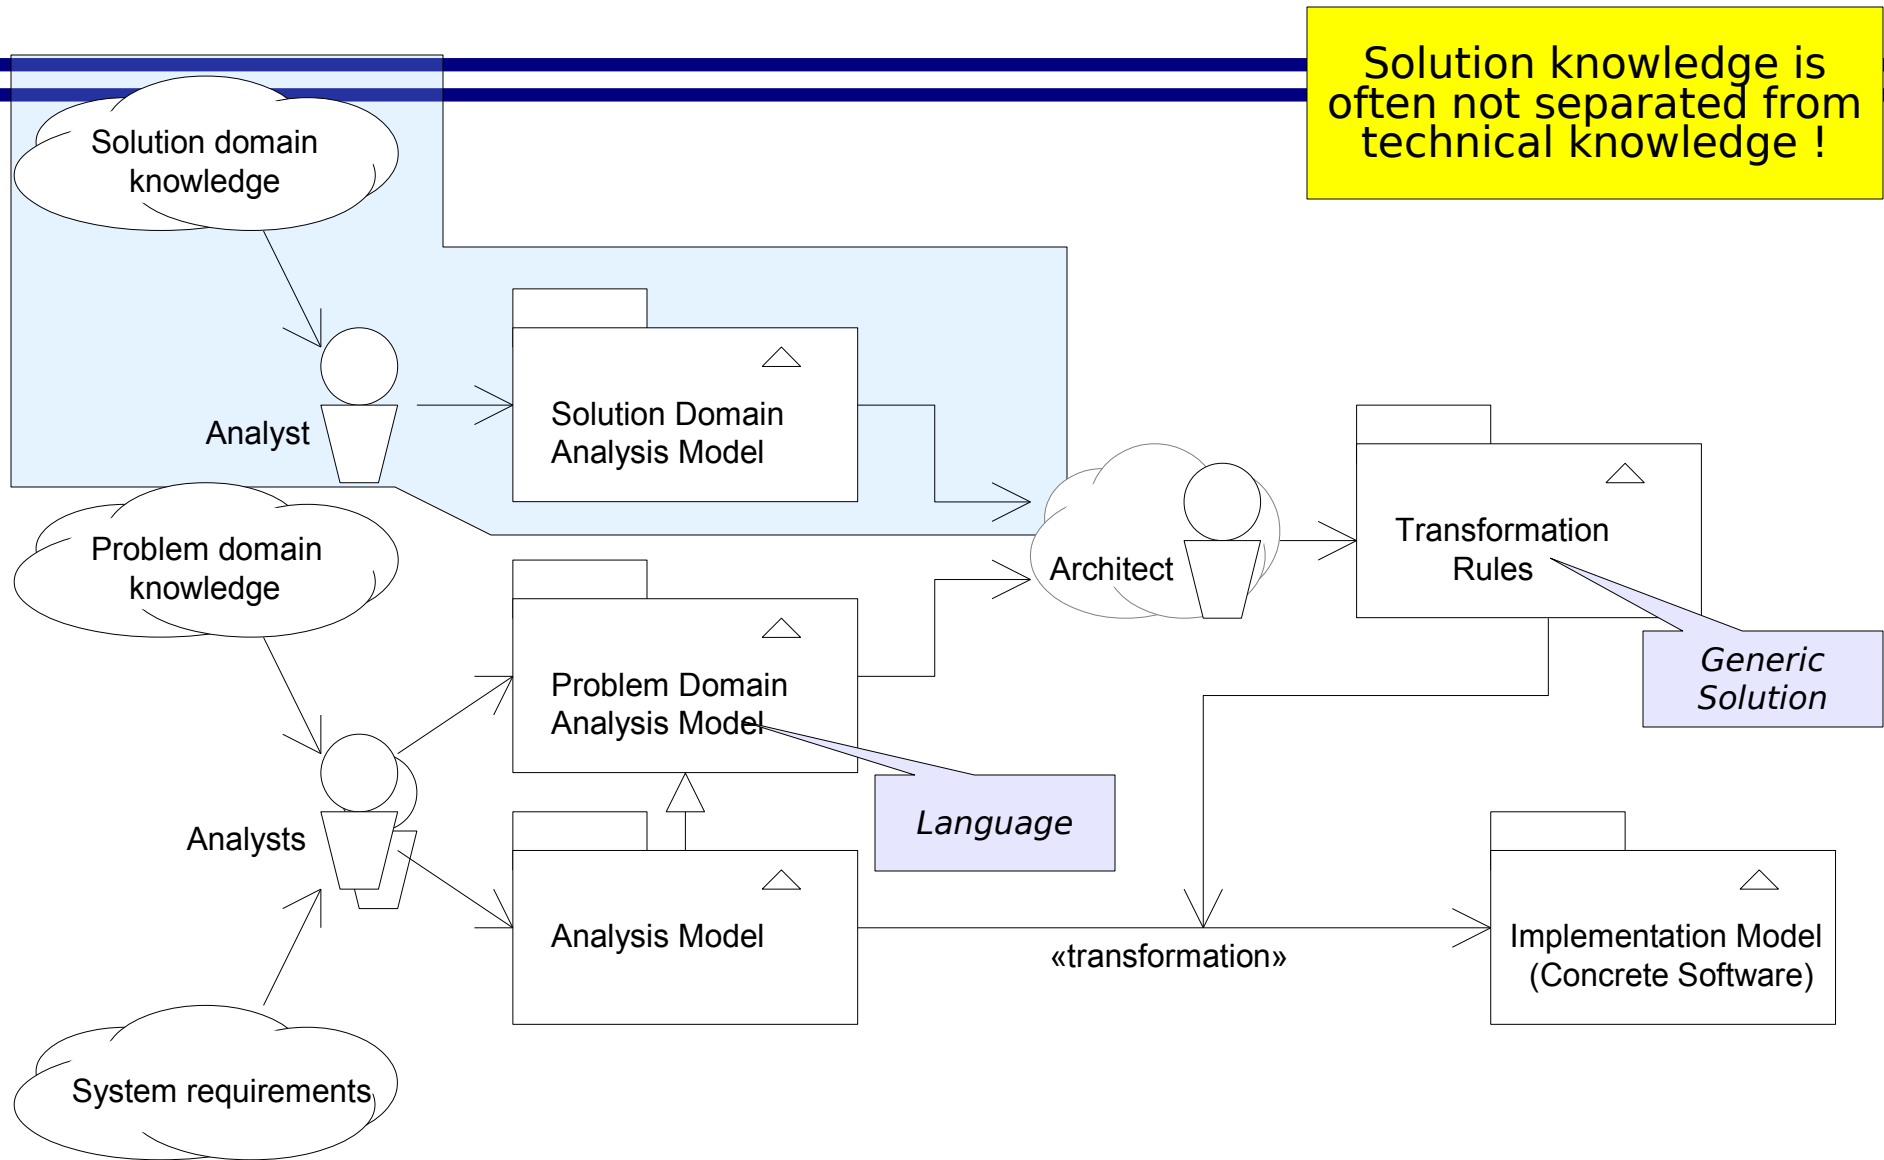 Solution knowledge is
often not separated from
technical knowledge !
Solution domain
knowledge
Analyst
Solution Domain
Analysis Model
Problem domain
knowledge
Architect
Transformation
Rules
Generic
Solution
Problem Domain
Analysis Model
Language
Analysts
Analysis Model
«transformation»
Implementation Model
(Concrete Software)
System requirements